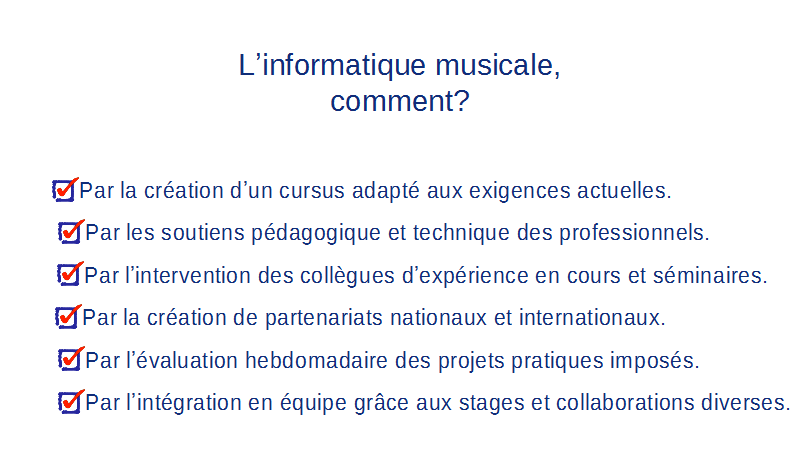 L’informatique musicale,
comment?
Par la création d’un cursus adapté aux exigences actuelles.
Par les soutiens pédagogique et technique des professionnels.
Par l’intervention des collègues d’expérience en cours et séminaires.
Par la création de partenariats nationaux et internationaux.
Par l’évaluation hebdomadaire des projets pratiques imposés.
Par l’intégration en équipe grâce aux stages et collaborations diverses.